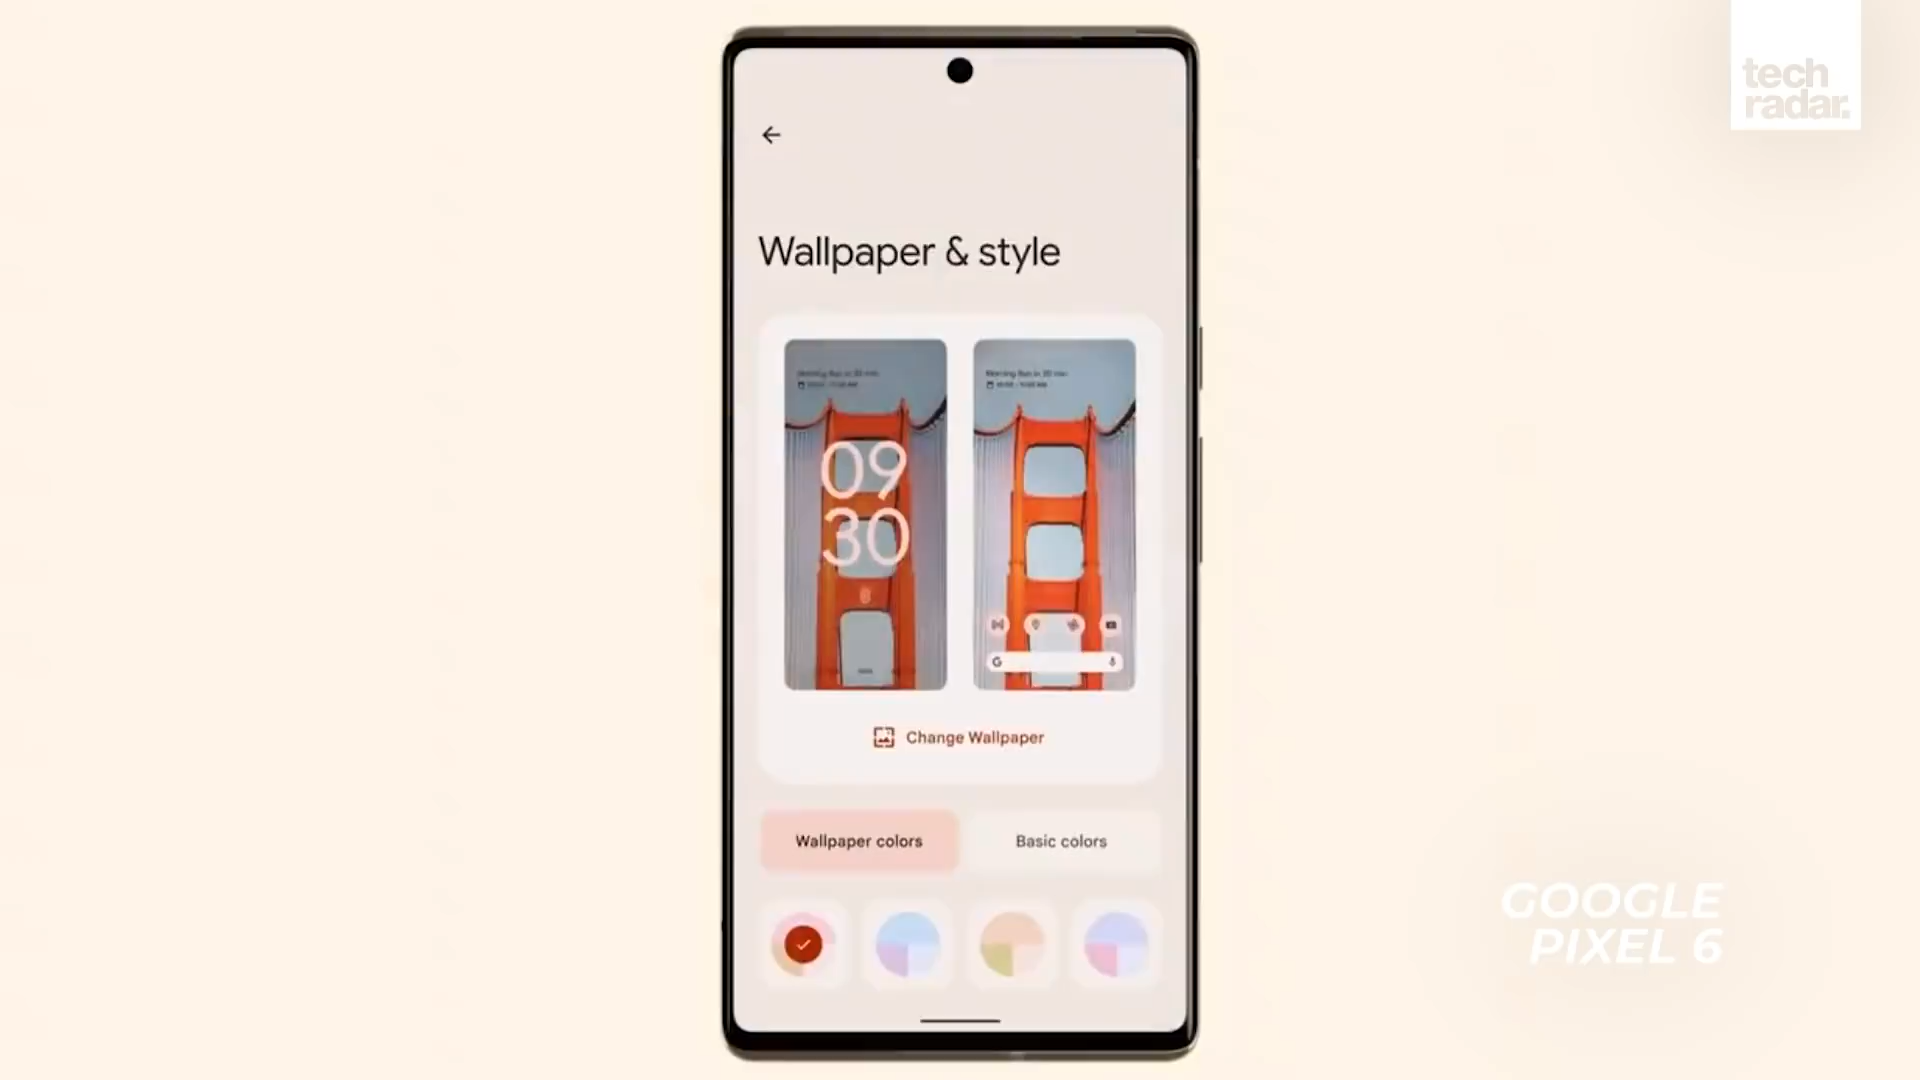 tech
radar.
Wallpaper & style
09
30
G
Change Wallpaper
Wallpaper colors
Basic colors
GOOGLE
PIXEL 6